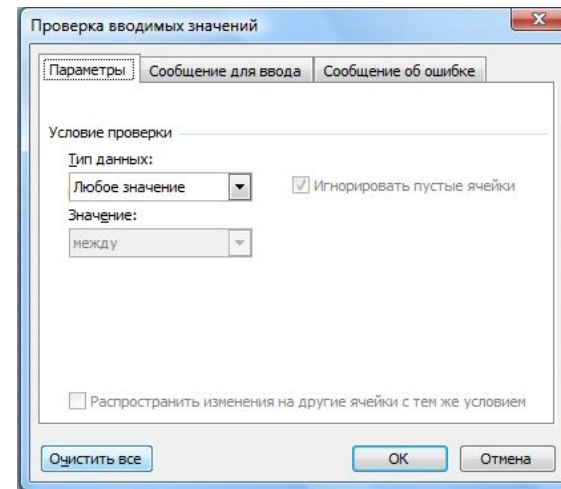 Проверка вводимых значений
Параметры Сообщение для ввода Сообщение об ошибке
Условие проверки
Тип данных:
Любое значение Игнорировать пустые ячейки
Значение:
между
Распространить изменения на другие ячейки с тем же условием
Очистить все ОК Отмена